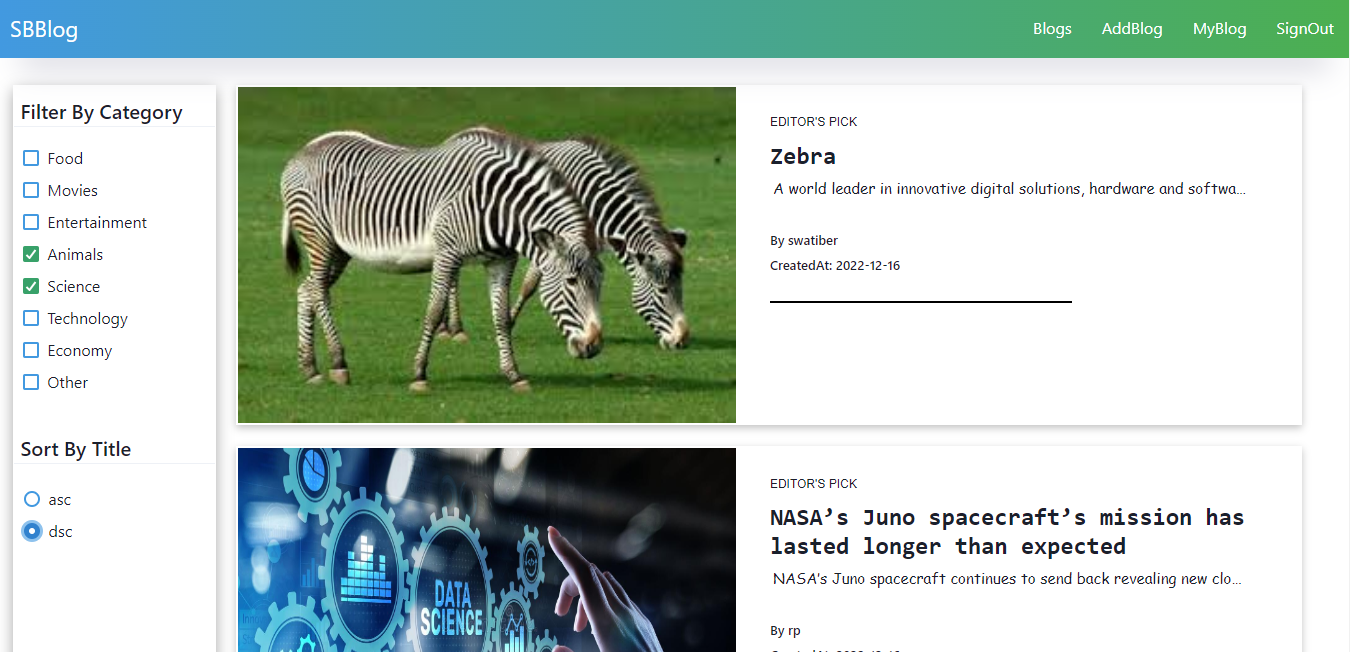 SBBlog
Blogs AddBlog MyBlog SignOut
Filter By Category
Food
Movies
Entertainment
Animals
Science
Technology
Economy
Other
Sort By Title
asc
dsc
EDITOR'S PICK
Zebra
A world leader in innovative digital solutions, hardware and softwa...
By swatiber
CreatedAt: 2022-12-16
DATA
SCIENCE
EDITOR'S PICK
NASA’s Juno spacecraft’s mission has
lasted longer than expected
NASA’s Juno spacecraft continues to send back revealing new clo...
By rp